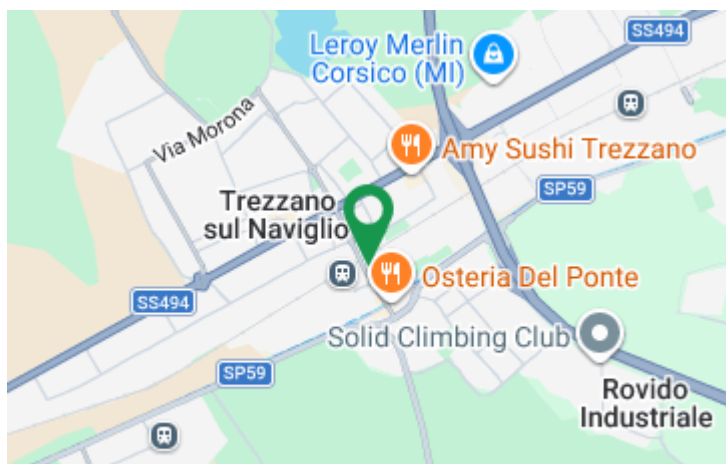 SS494
Leroy Merlin
Corsico (MI)
Via Morona
Amy Sushi Trezzano
SP59
Trezzano
sul Naviglio
Osteria Del Ponte
SS494
Solid Climbing Club
SP59
Rovido
Industriale